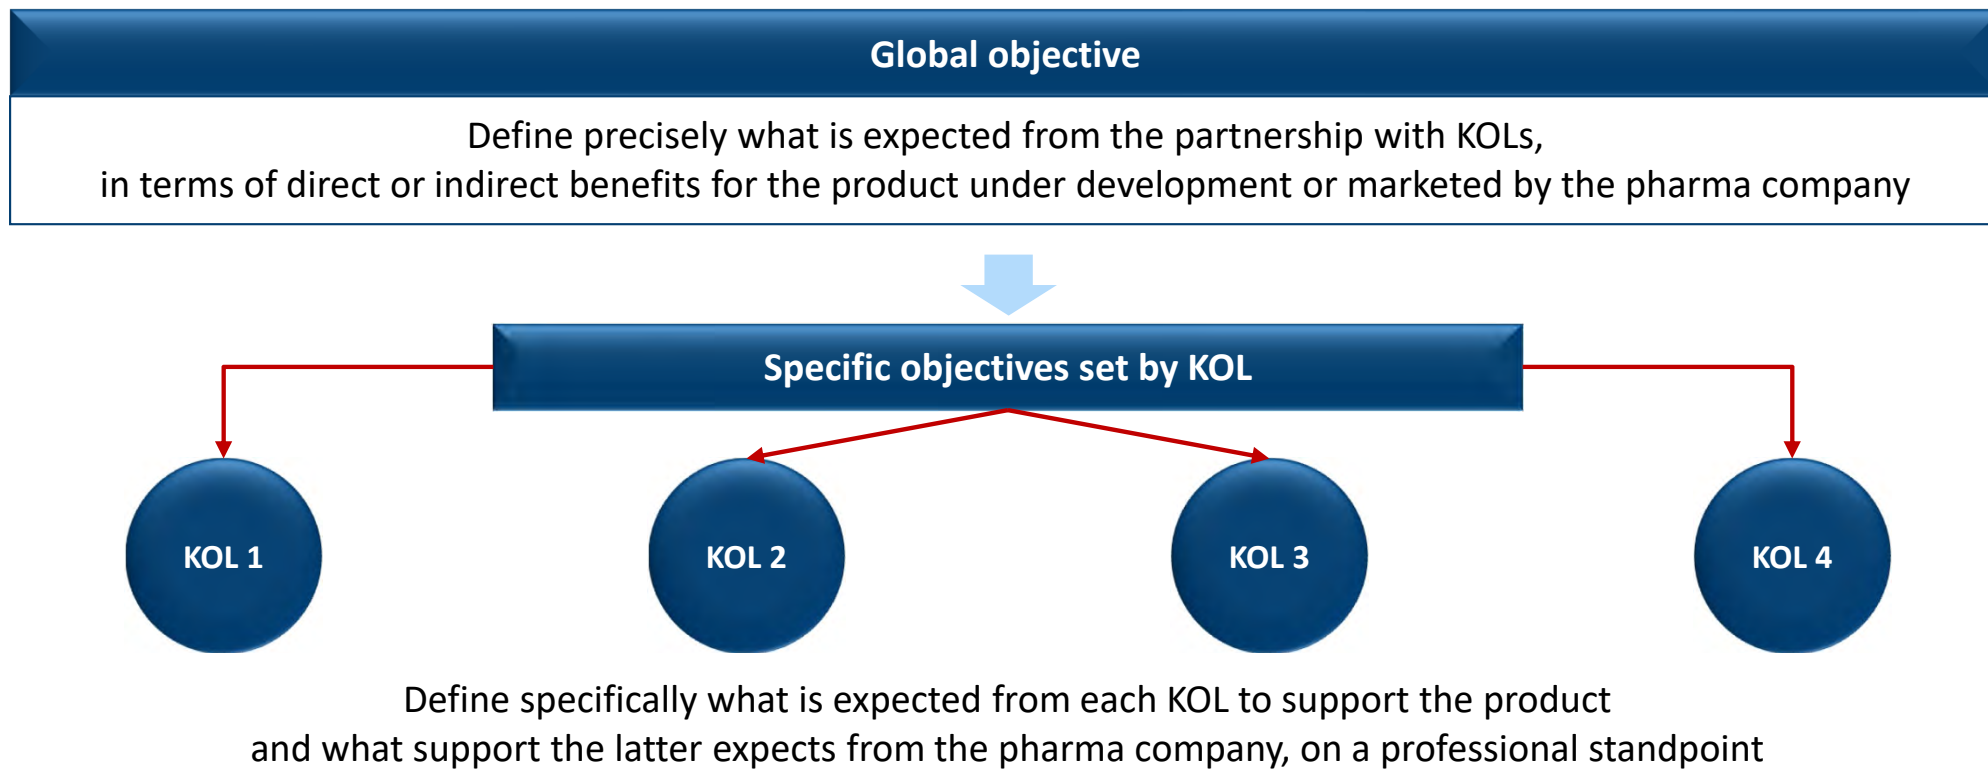 Global objective
Define precisely what is expected from the partnership with KOLs,
in terms of direct or indirect benefits for the product under development or marketed by the pharma company
Specific objectives set by KOL
KOL 1
KOL 2
KOL 3
KOL 4
Define specifically what is expected from each KOL to support the product
and what support the latter expects from the pharma company, on a professional standpoint